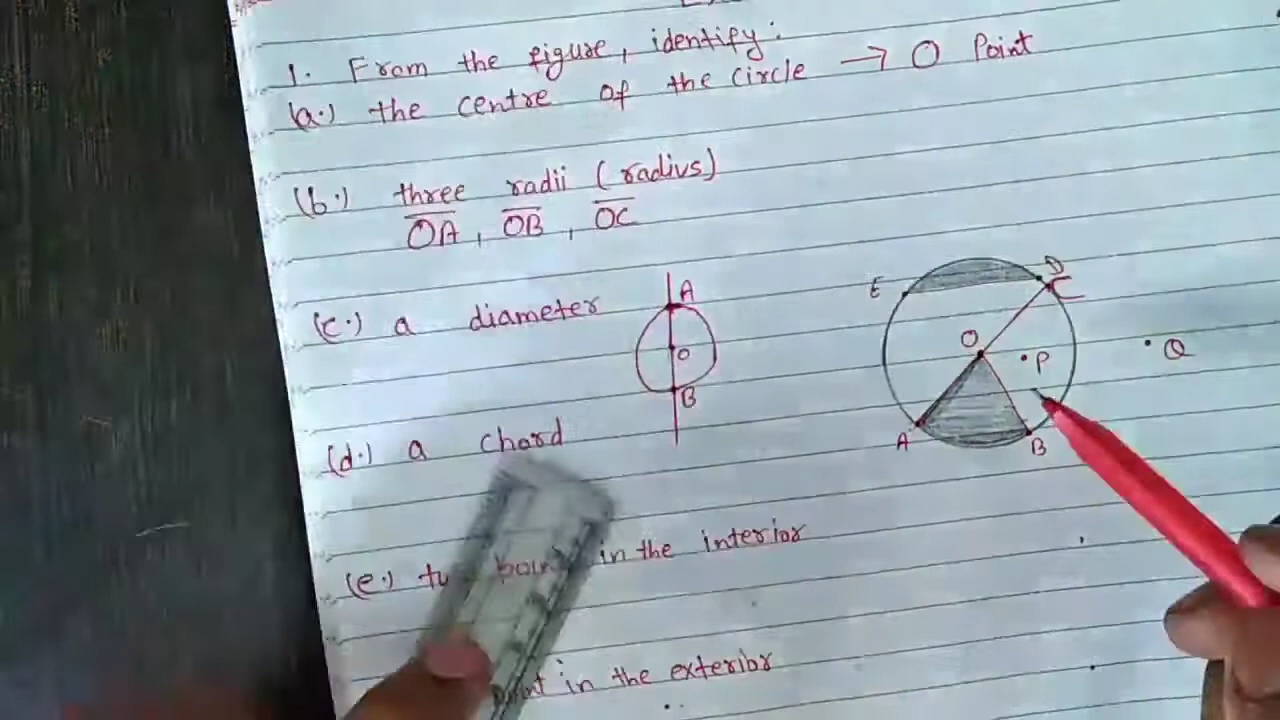 1. From the figure, identify:
(a.) the centre of the circle → O Point
(b.) three radii (radius)
OA, OB, OC
(c.) a diameter
A
O
B
E
D
C
O
P
Q
A
B
(d.) a chord
(e.) in the interior
point in the exterior